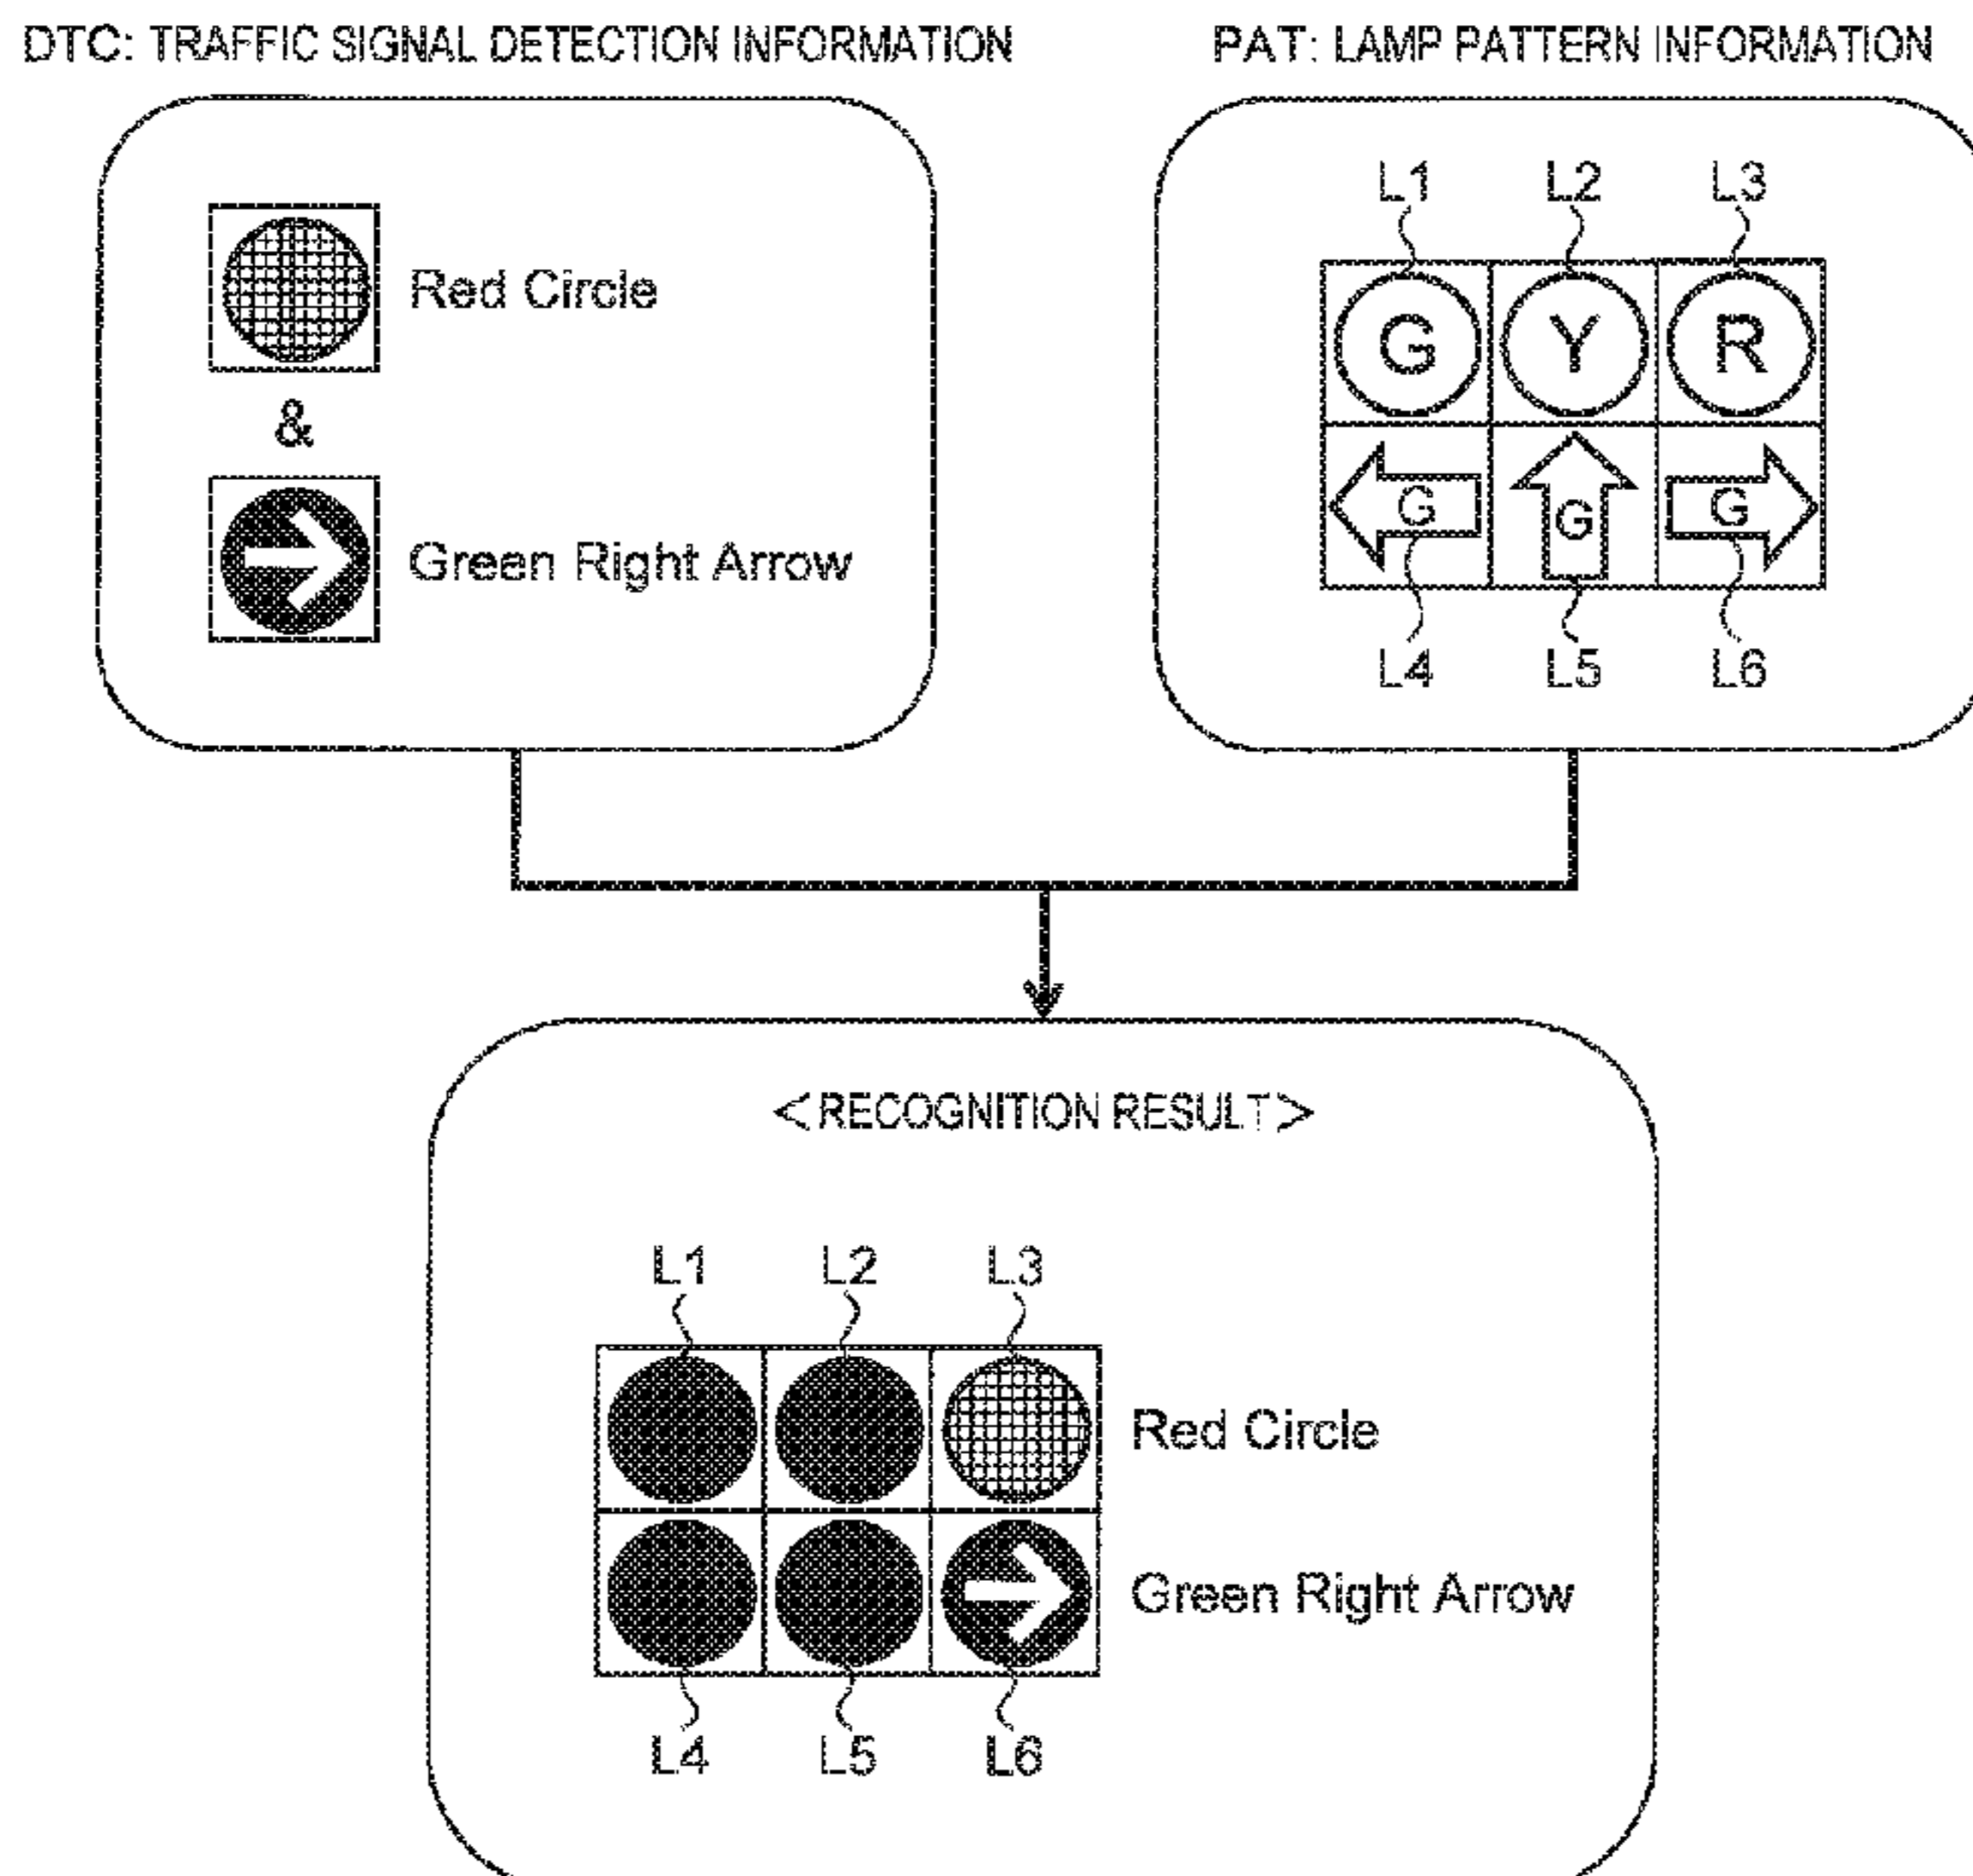 DTC: TRAFFIC SIGNAL DETECTION INFORMATION
PAT: LAMP PATTERN INFORMATION
Red Circle
&
Green Right Arrow
L1 L2 L3
G Y R
G G G
L4 L5 L6
<RECOGNITION RESULT>
L1 L2 L3
Red Circle
Green Right Arrow
L4 L5 L6